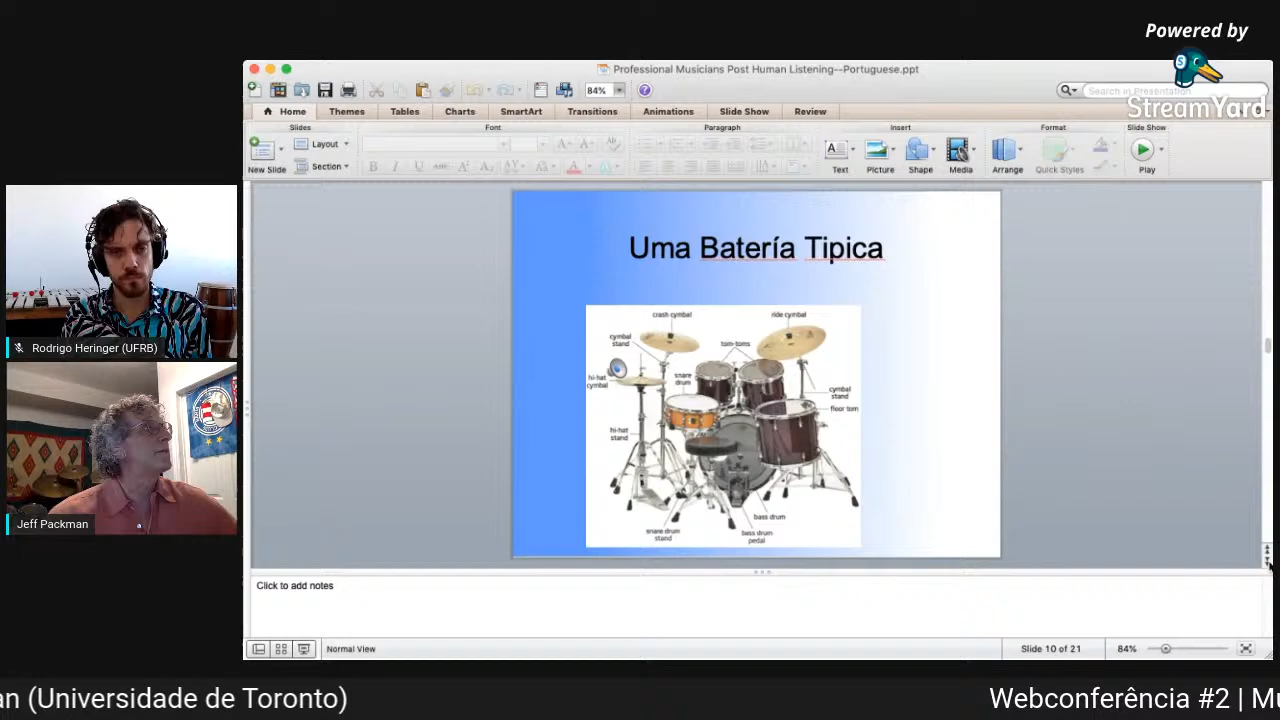 Powered by
StreamYard
Professional Musicians Post Human Listening--Portuguese.ppt
84%
Search in Presentation
Home Themes Tables Charts SmartArt Transitions Animations Slide Show Review
Slides Font Paragraph Insert Format Slide Show
New Slide Layout Section
Text Picture Shape Media Arrange Quick Styles Play
Rodrigo Heringer (UFRB)
Jeff Packman
Uma Batería Tipica
crash cymbal
ride cymbal
cymbal
stand
tom-toms
hi-hat
cymbal
snare
drum
cymbal
stand
floor tom
hi-hat
stand
bass drum
snare drum
stand
bass drum
pedal
Click to add notes
Normal View
Slide 10 of 21
84%
an (Universidade de Toronto)
Webconferência #2 | Mu